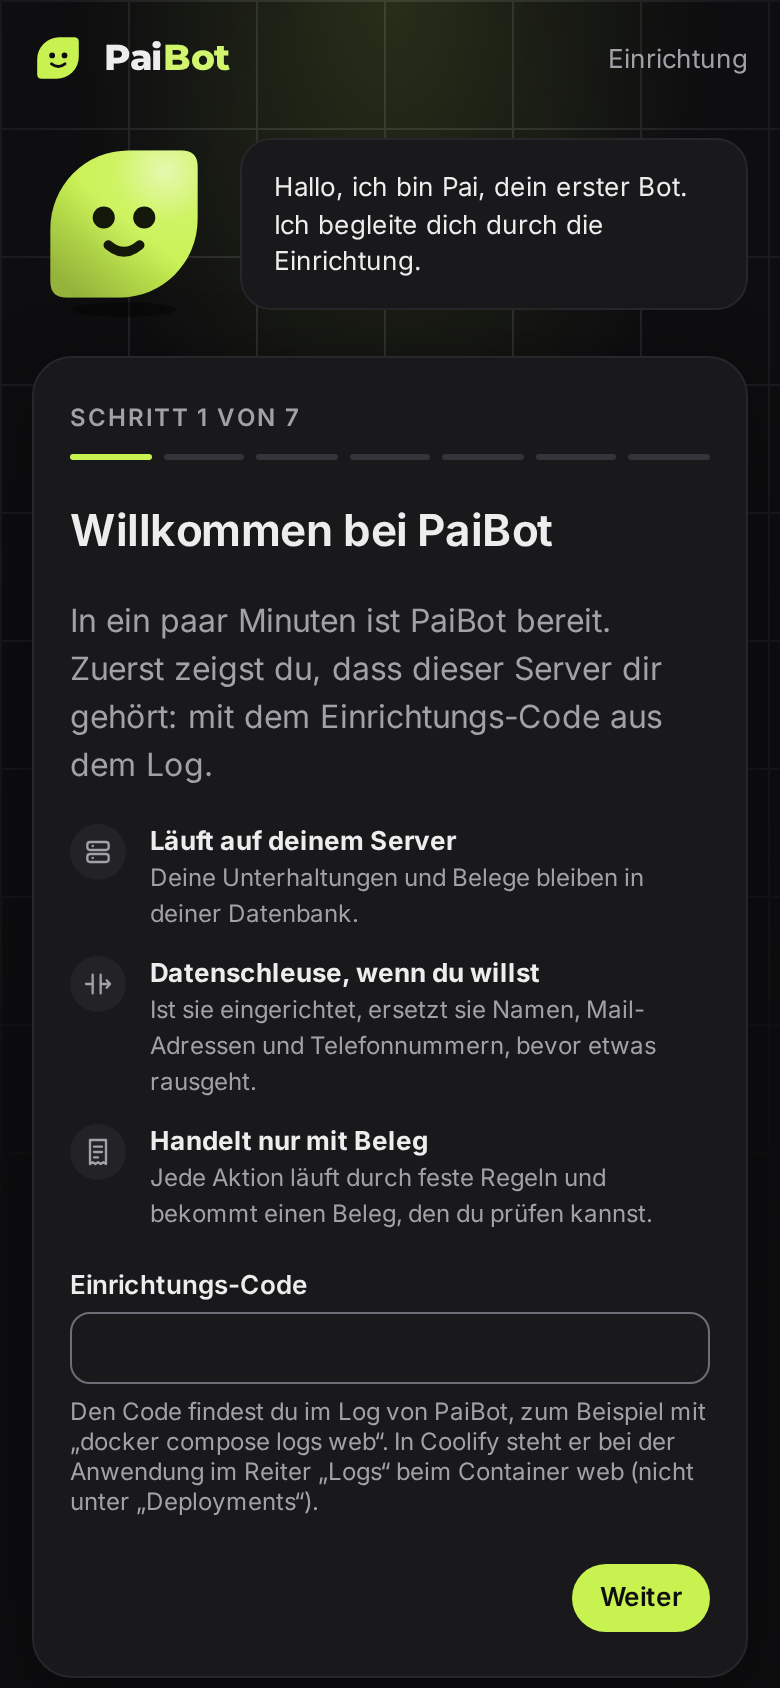 PaiBot
Einrichtung
Hallo, ich bin Pai, dein erster Bot.
Ich begleite dich durch die
Einrichtung.
SCHRITT 1 VON 7
Willkommen bei PaiBot
In ein paar Minuten ist PaiBot bereit.
Zuerst zeigst du, dass dieser Server dir
gehört: mit dem Einrichtungs-Code aus
dem Log.
Läuft auf deinem Server
Deine Unterhaltungen und Belege bleiben in
deiner Datenbank.
Datenschleuse, wenn du willst
Ist sie eingerichtet, ersetzt sie Namen, Mail-
Adressen und Telefonnummern, bevor etwas
rausgeht.
Handelt nur mit Beleg
Jede Aktion läuft durch feste Regeln und
bekommt einen Beleg, den du prüfen kannst.
Einrichtungs-Code
Den Code findest du im Log von PaiBot, zum Beispiel mit
„docker compose logs web“. In Coolify steht er bei der
Anwendung im Reiter „Logs“ beim Container web (nicht
unter „Deployments“).
Weiter